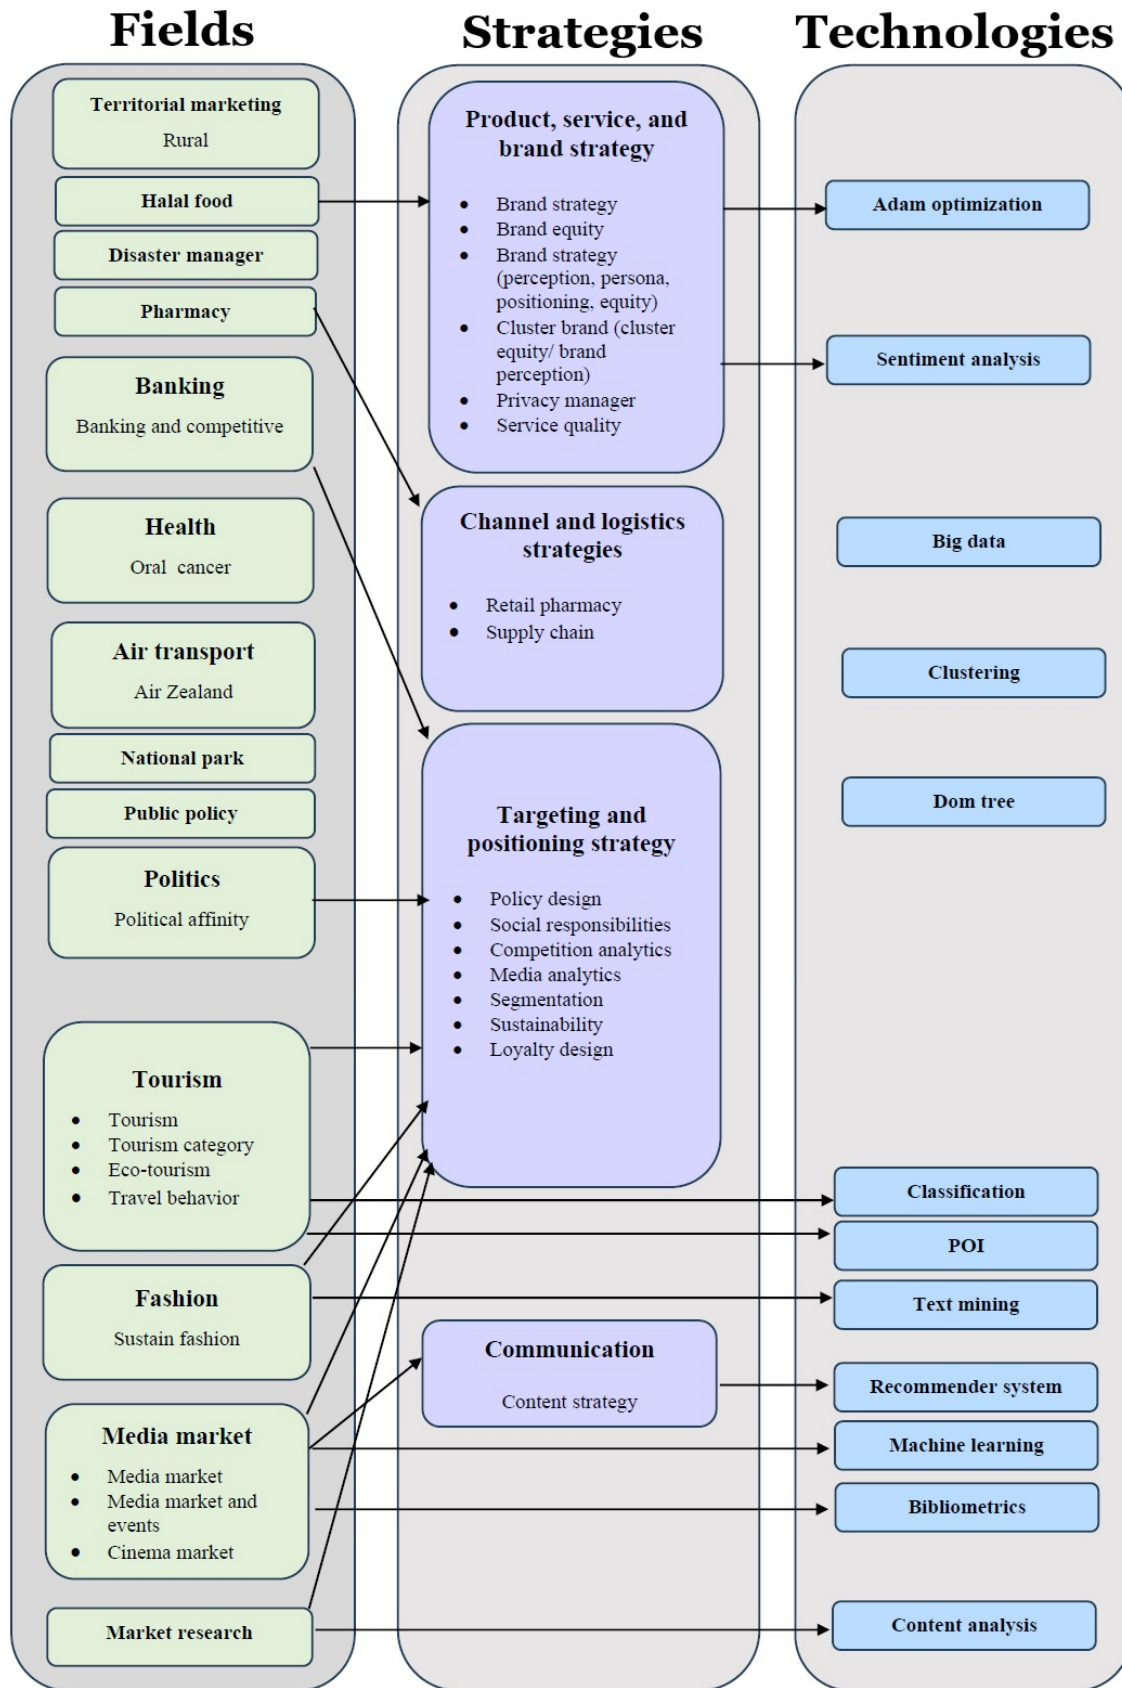 Fields
Strategies
Technologies
Territorial marketing
Rural
Halal food
Disaster manager
Pharmacy
Banking
Banking and competitive
Health
Oral cancer
Air transport
Air Zealand
National park
Public policy
Politics
Political affinity
Tourism
• Tourism
• Tourism category
• Eco-tourism
• Travel behavior
Fashion
Sustain fashion
Media market
• Media market
• Media market and
events
• Cinema market
Market research
Product, service, and
brand strategy
• Brand strategy
• Brand equity
• Brand strategy
(perception, persona,
positioning, equity)
• Cluster brand (cluster
equity/ brand
perception)
• Privacy manager
• Service quality
Channel and logistics
strategies
• Retail pharmacy
• Supply chain
Targeting and
positioning strategy
• Policy design
• Social responsibilities
• Competition analytics
• Media analytics
• Segmentation
• Sustainability
• Loyalty design
Communication
Content strategy
Adam optimization
Sentiment analysis
Big data
Clustering
Dom tree
Classification
POI
Text mining
Recommender system
Machine learning
Bibliometrics
Content analysis